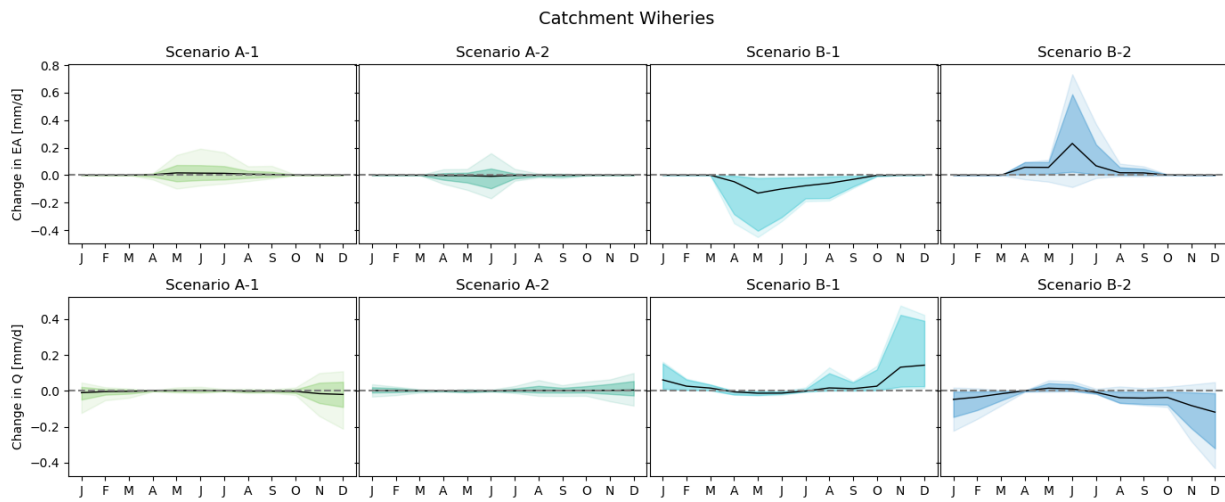 Catchment Wiheries
Scenario A-1 Scenario A-2 Scenario B-1 Scenario B-2
Change in EA [mm/d]
0.8
0.6
0.4
0.2
0.0
−0.2
−0.4
J F M A M J J A S O N D J F M A M J J A S O N D J F M A M J J A S O N D J F M A M J J A S O N D
Scenario A-1 Scenario A-2 Scenario B-1 Scenario B-2
Change in Q [mm/d]
0.4
0.2
0.0
−0.2
−0.4
J F M A M J J A S O N D J F M A M J J A S O N D J F M A M J J A S O N D J F M A M J J A S O N D